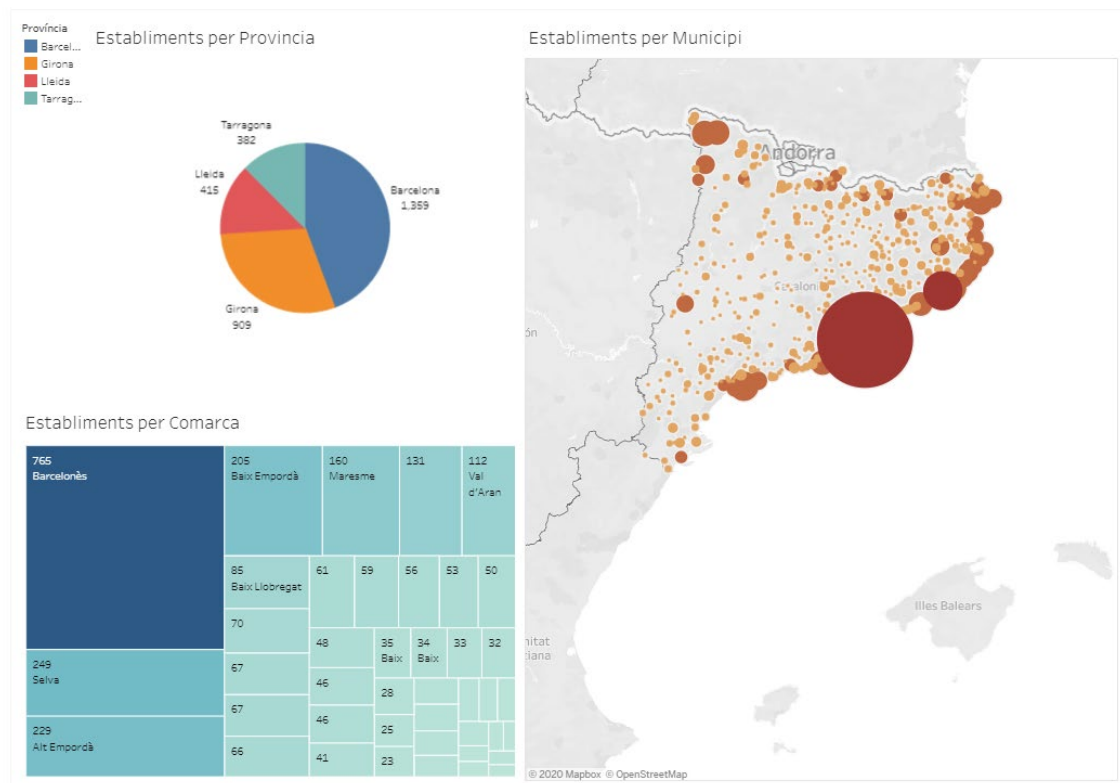 Província
Barcel...
Girona
Lleida
Tarrag...
Establiments per Provincia
Tarragona
382
Lleida
415
Barcelona
1,359
Girona
909
Establiments per Comarca
765
Barcelonès
205
Baix Empordà
160
Maresme
131
112
Val
d'Aran
85
Baix Llobregat
61
59
56
53
50
70
48
35
Baix
34
Baix
33
32
249
Selva
67
46
28
67
46
25
229
Alt Empordà
66
41
23
Establiments per Municipi
Andorra
Illes Balears
© 2020 Mapbox © OpenStreetMap